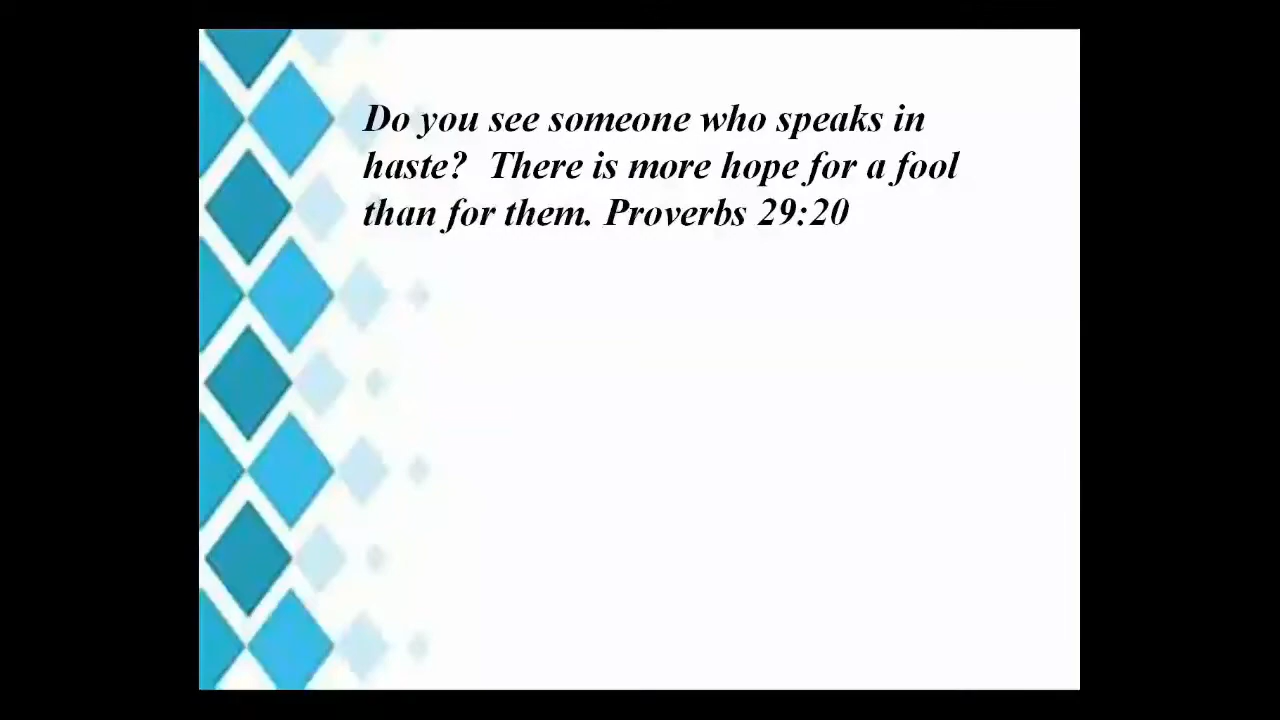 Do you see someone who speaks in
haste?  There is more hope for a fool
than for them. Proverbs 29:20